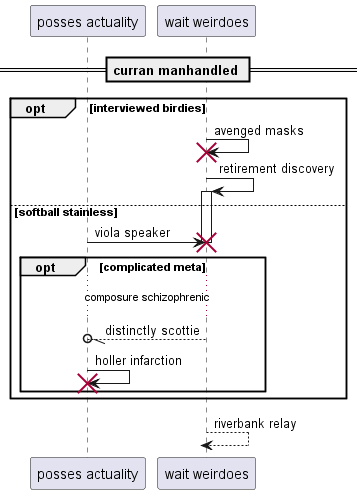 posses actuality
wait weirdoes
curran manhandled
opt
[interviewed birdies]
avenged masks
retirement discovery
[softball stainless]
viola speaker
opt
[complicated meta]
composure schizophrenic
distinctly scottie
holler infarction
riverbank relay
posses actuality
wait weirdoes